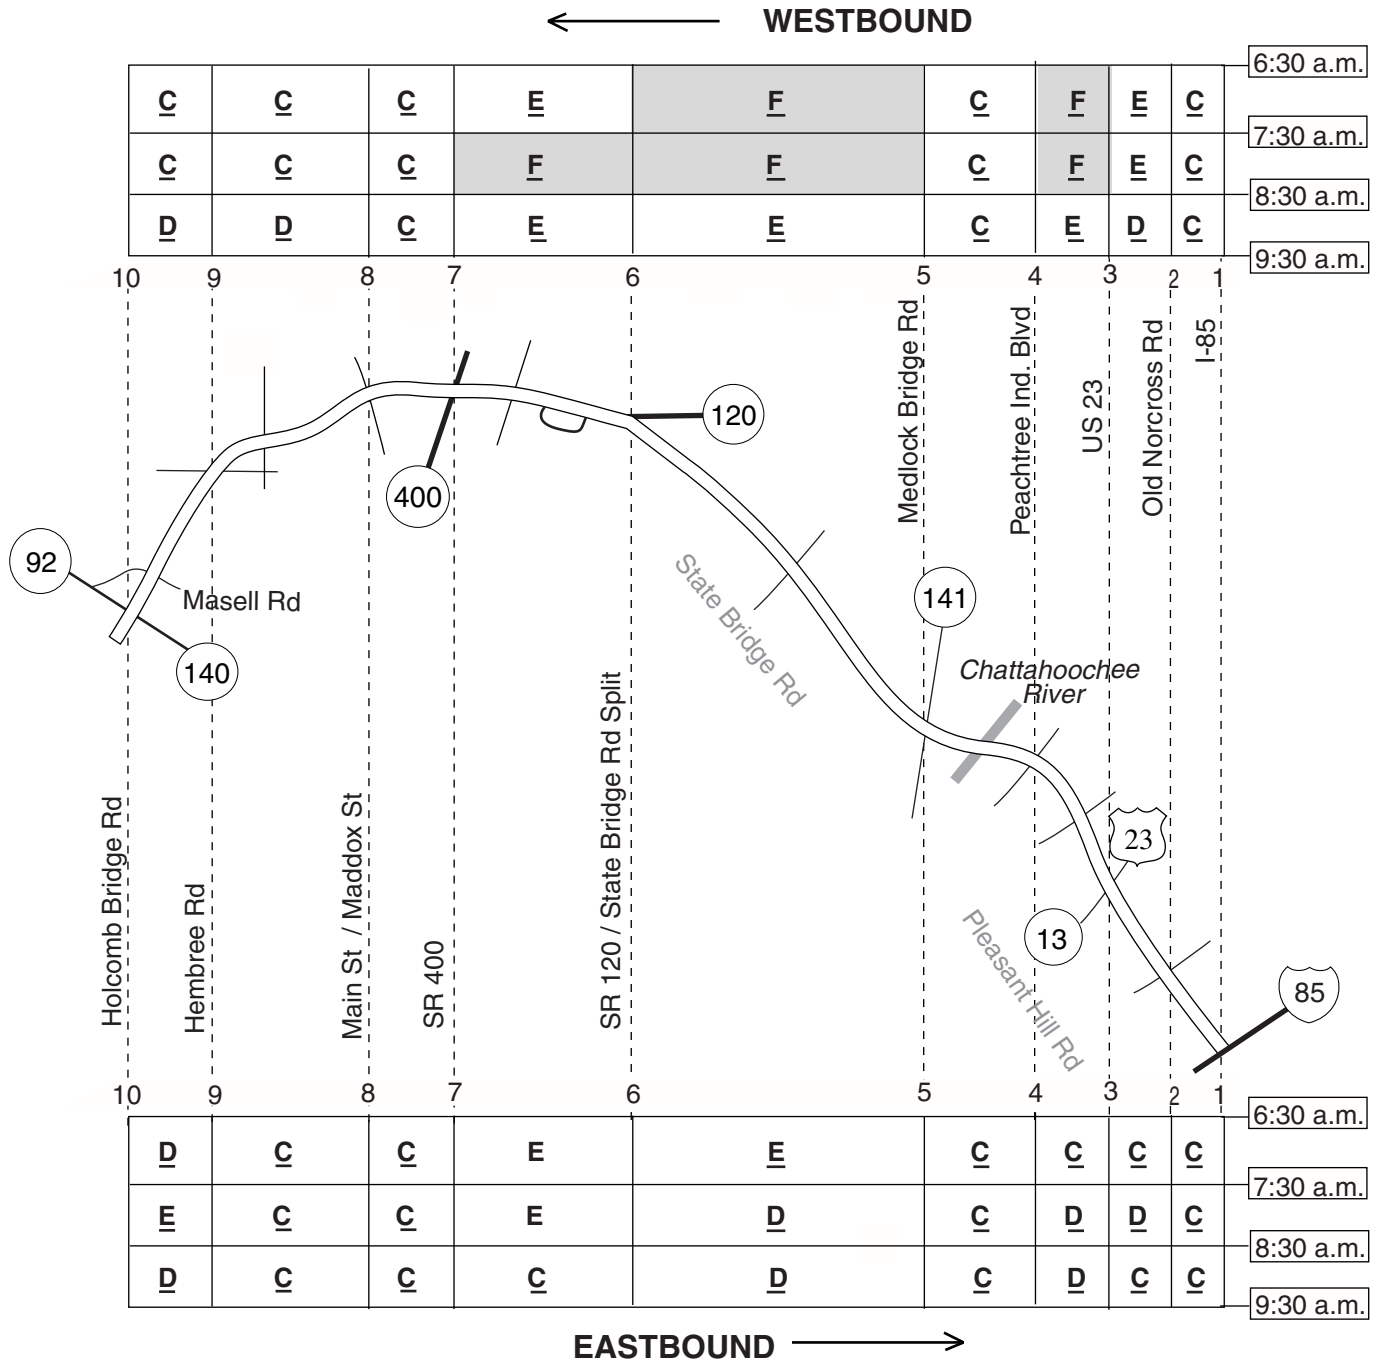 WESTBOUND
6:30 a.m.
C C C E F C F E C
7:30 a.m.
C C C F F C F E C
8:30 a.m.
D D C E E C E D C
9:30 a.m.
10 9 8 7 6 5 4 3 2 1
Medlock Bridge Rd
Peachtree Ind. Blvd
US 23
Old Norcross Rd
I-85
120
400
92
Masell Rd
140
State Bridge Rd
141
Chattahoochee
River
23
13
Pleasant Hill Rd
85
Holcomb Bridge Rd
Hembree Rd
Main St / Maddox St
SR 400
SR 120 / State Bridge Rd Split
10 9 8 7 6 5 4 3 2 1
6:30 a.m.
D C C E E C C C C
7:30 a.m.
E C C E D C D D C
8:30 a.m.
D C C C D C D C C
9:30 a.m.
EASTBOUND